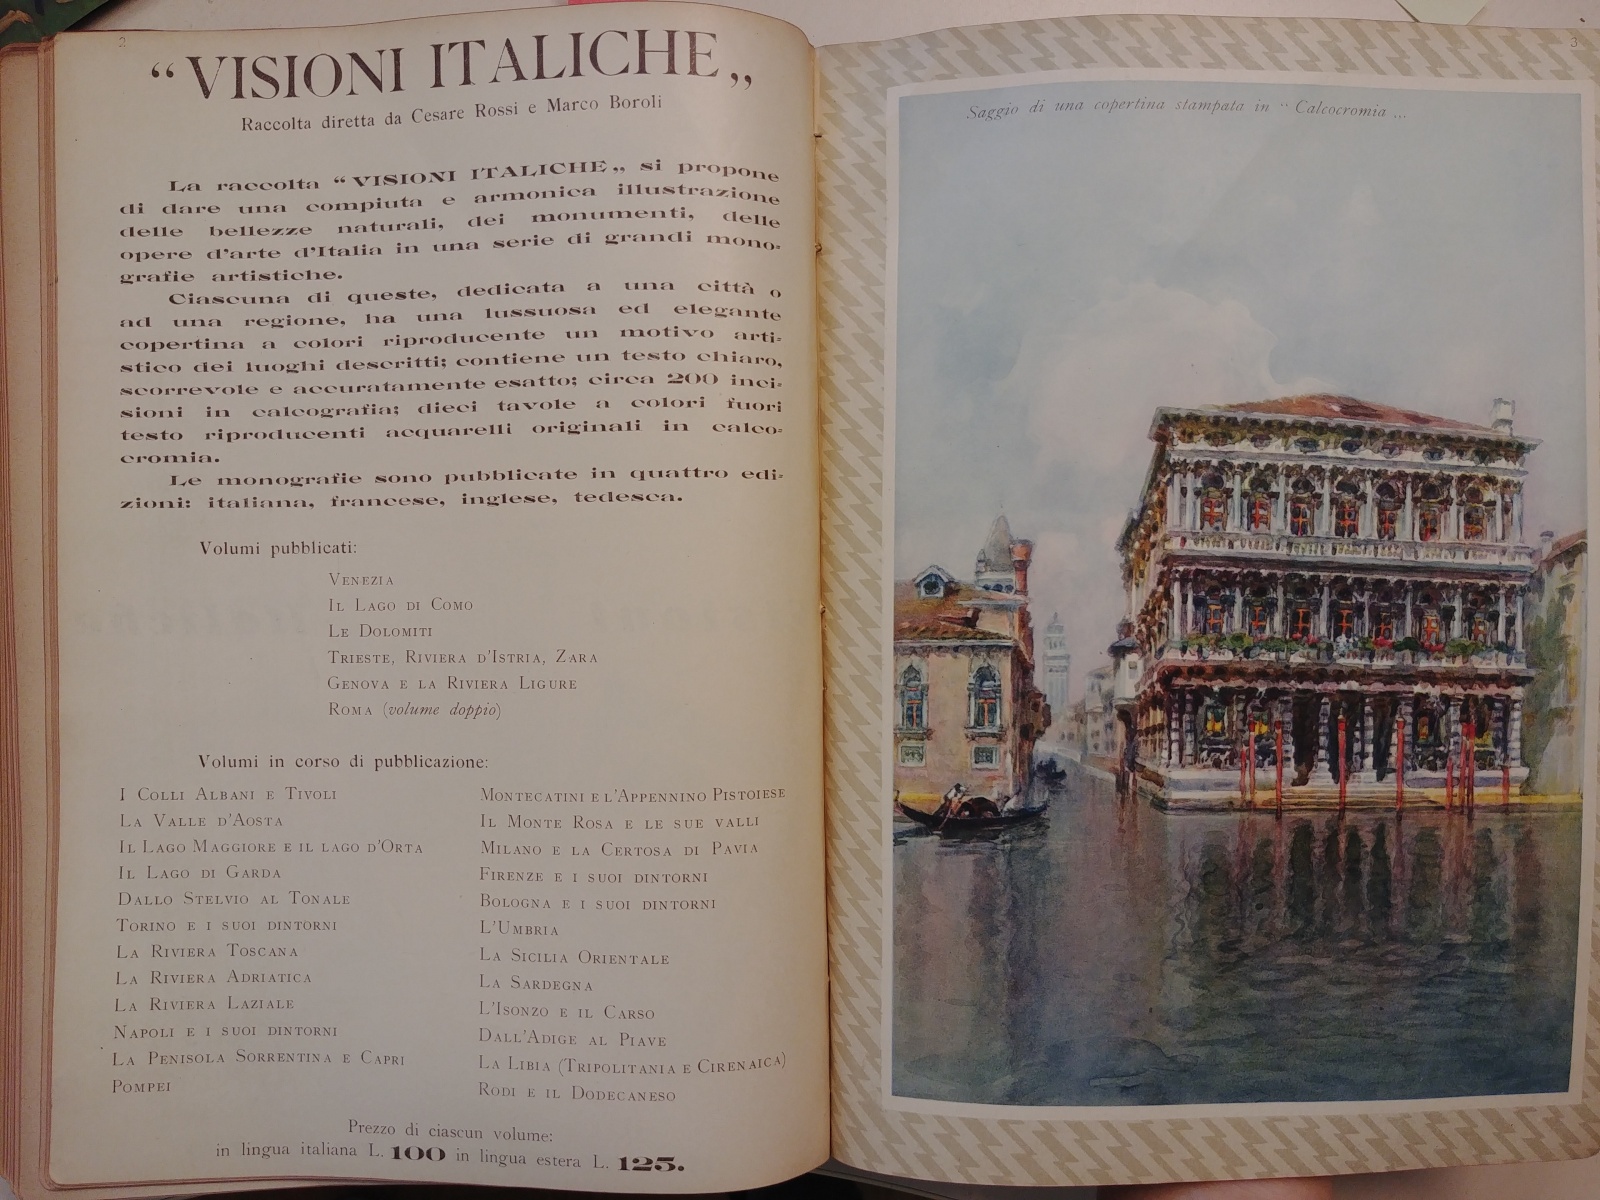 2
"VISIONI ITALICHE„
Raccolta diretta da Cesare Rossi e Marco Boroli
La raccolta "VISIONI ITALICHE„ si propone
di dare una compiuta e armonica illustrazione
delle bellezze naturali, dei monumenti, delle
opere d'arte d'Italia in una serie di grandi mono-
grafie artistiche.
Ciascuna di queste, dedicata a una città o
ad una regione, ha una lussuosa ed elegante
copertina a colori riproducente un motivo arti-
stico dei luoghi descritti; contiene un testo chiaro,
scorrevole e accuratamente esatto; circa 200 inci-
sioni in calcografia; dieci tavole a colori fuori
testo riproducenti acquarelli originali in calco-
cromia.
Le monografie sono pubblicate in quattro edi-
zioni: italiana, francese, inglese, tedesca.
Volumi pubblicati:
VENEZIA
IL LAGO DI COMO
LE DOLOMITI
TRIESTE, RIVIERA D'ISTRIA, ZARA
GENOVA E LA RIVIERA LIGURE
ROMA (volume doppio)
Volumi in corso di pubblicazione:
I COLLI ALBANI E TIVOLI
LA VALLE D'AOSTA
IL LAGO MAGGIORE E IL LAGO D'ORTA
IL LAGO DI GARDA
DALLO STELVIO AL TONALE
TORINO E I SUOI DINTORNI
LA RIVIERA TOSCANA
LA RIVIERA ADRIATICA
LA RIVIERA LAZIALE
NAPOLI E I SUOI DINTORNI
LA PENISOLA SORRENTINA E CAPRI
POMPEI
MONTECATINI E L'APPENNINO PISTOIESE
IL MONTE ROSA E LE SUE VALLI
MILANO E LA CERTOSA DI PAVIA
FIRENZE E I SUOI DINTORNI
BOLOGNA E I SUOI DINTORNI
L'UMBRIA
LA SICILIA ORIENTALE
LA SARDEGNA
L'ISONZO E IL CARSO
DALL'ADIGE AL PIAVE
LA LIBIA (TRIPOLITANIA E CIRENAICA)
RODI E IL DODECANESO
Prezzo di ciascun volume:
in lingua italiana L. 100 in lingua estera L. 125.
3
Saggio di una copertina stampata in "Calcocromia„.